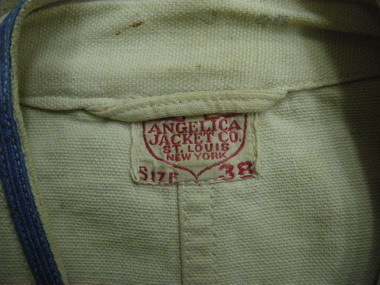 ANGELICA
JACKET CO.
ST. LOUIS
NEW YORK
SIZE 38